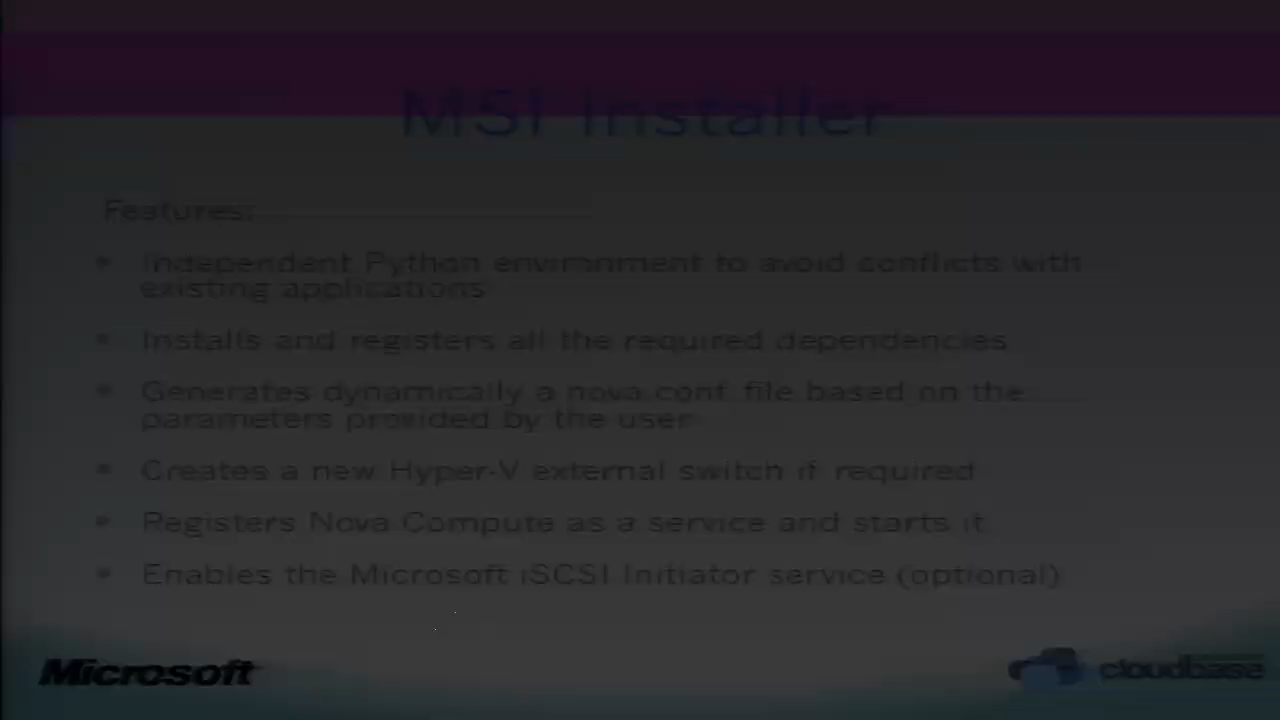 MSI Installer
Features:
Independent Python environment to avoid conflicts with
existing applications
Installs and registers all the required dependencies
Generates dynamically a nova.conf file based on the
parameters provided by the user
Creates a new Hyper-V external switch if required
Registers Nova Compute as a service and starts it
Enables the Microsoft iSCSI Initiator service (optional)
Microsoft
cloudbase